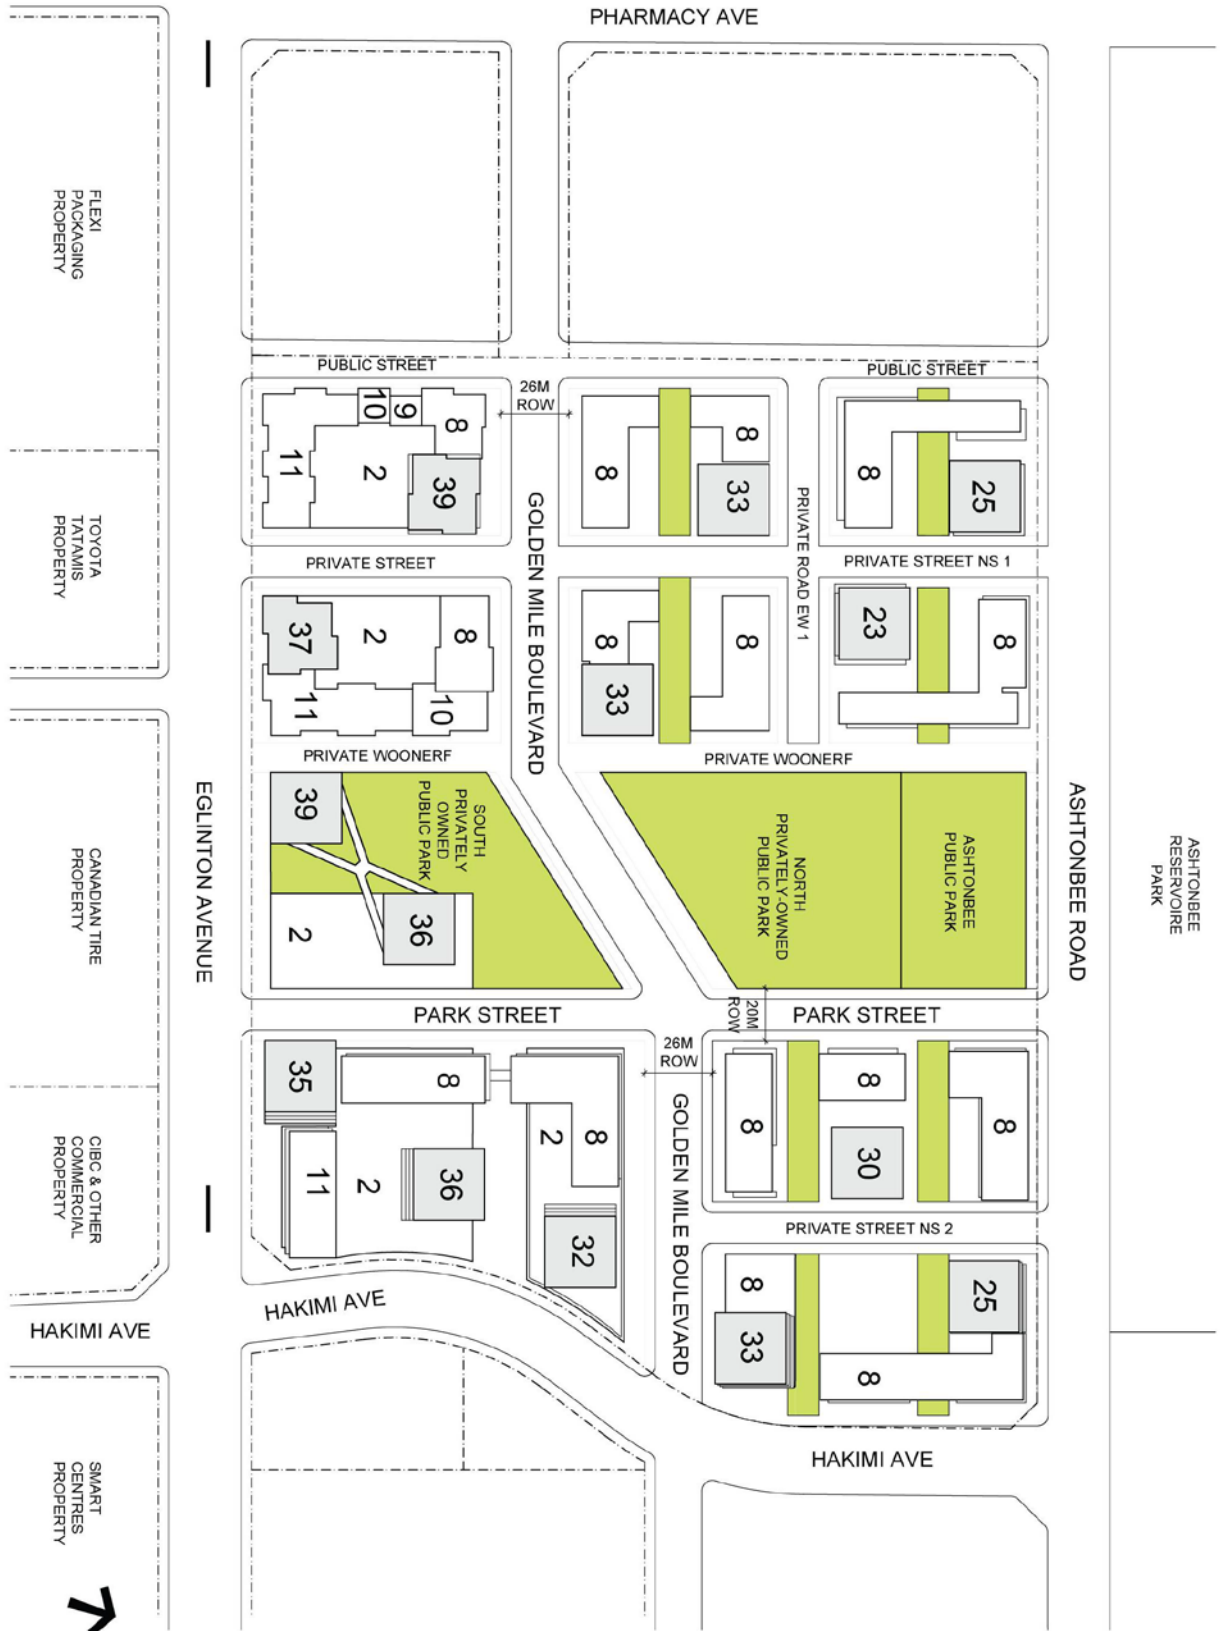 PHARMACY AVE
FLEXI
PACKAGING
PROPERTY
TOYOTA
TATAMIS
PROPERTY
CANADIAN TIRE
PROPERTY
CIBC & OTHER
COMMERCIAL
PROPERTY
HAKIMI AVE
SMART
CENTRES
PROPERTY
EGLINTON AVENUE
PUBLIC STREET
26M
ROW
PUBLIC STREET
10
9
8
11
2
39
8
8
33
8
25
GOLDEN MILE BOULEVARD
PRIVATE ROAD EW 1
PRIVATE STREET
PRIVATE STREET NS 1
37
2
8
11
10
8
8
33
23
8
PRIVATE WOONERF
PRIVATE WOONERF
39
SOUTH
PRIVATELY
OWNED
PUBLIC PARK
36
2
NORTH
PRIVATELY-OWNED
PUBLIC PARK
ASHTONBEE
PUBLIC PARK
ASHTONBEE ROAD
ASHTONBEE
RESERVOIRE
PARK
PARK STREET
20M
ROW
PARK STREET
26M
ROW
35
8
11
2
36
2
8
32
GOLDEN MILE BOULEVARD
8
8
30
8
PRIVATE STREET NS 2
8
33
25
8
HAKIMI AVE
HAKIMI AVE